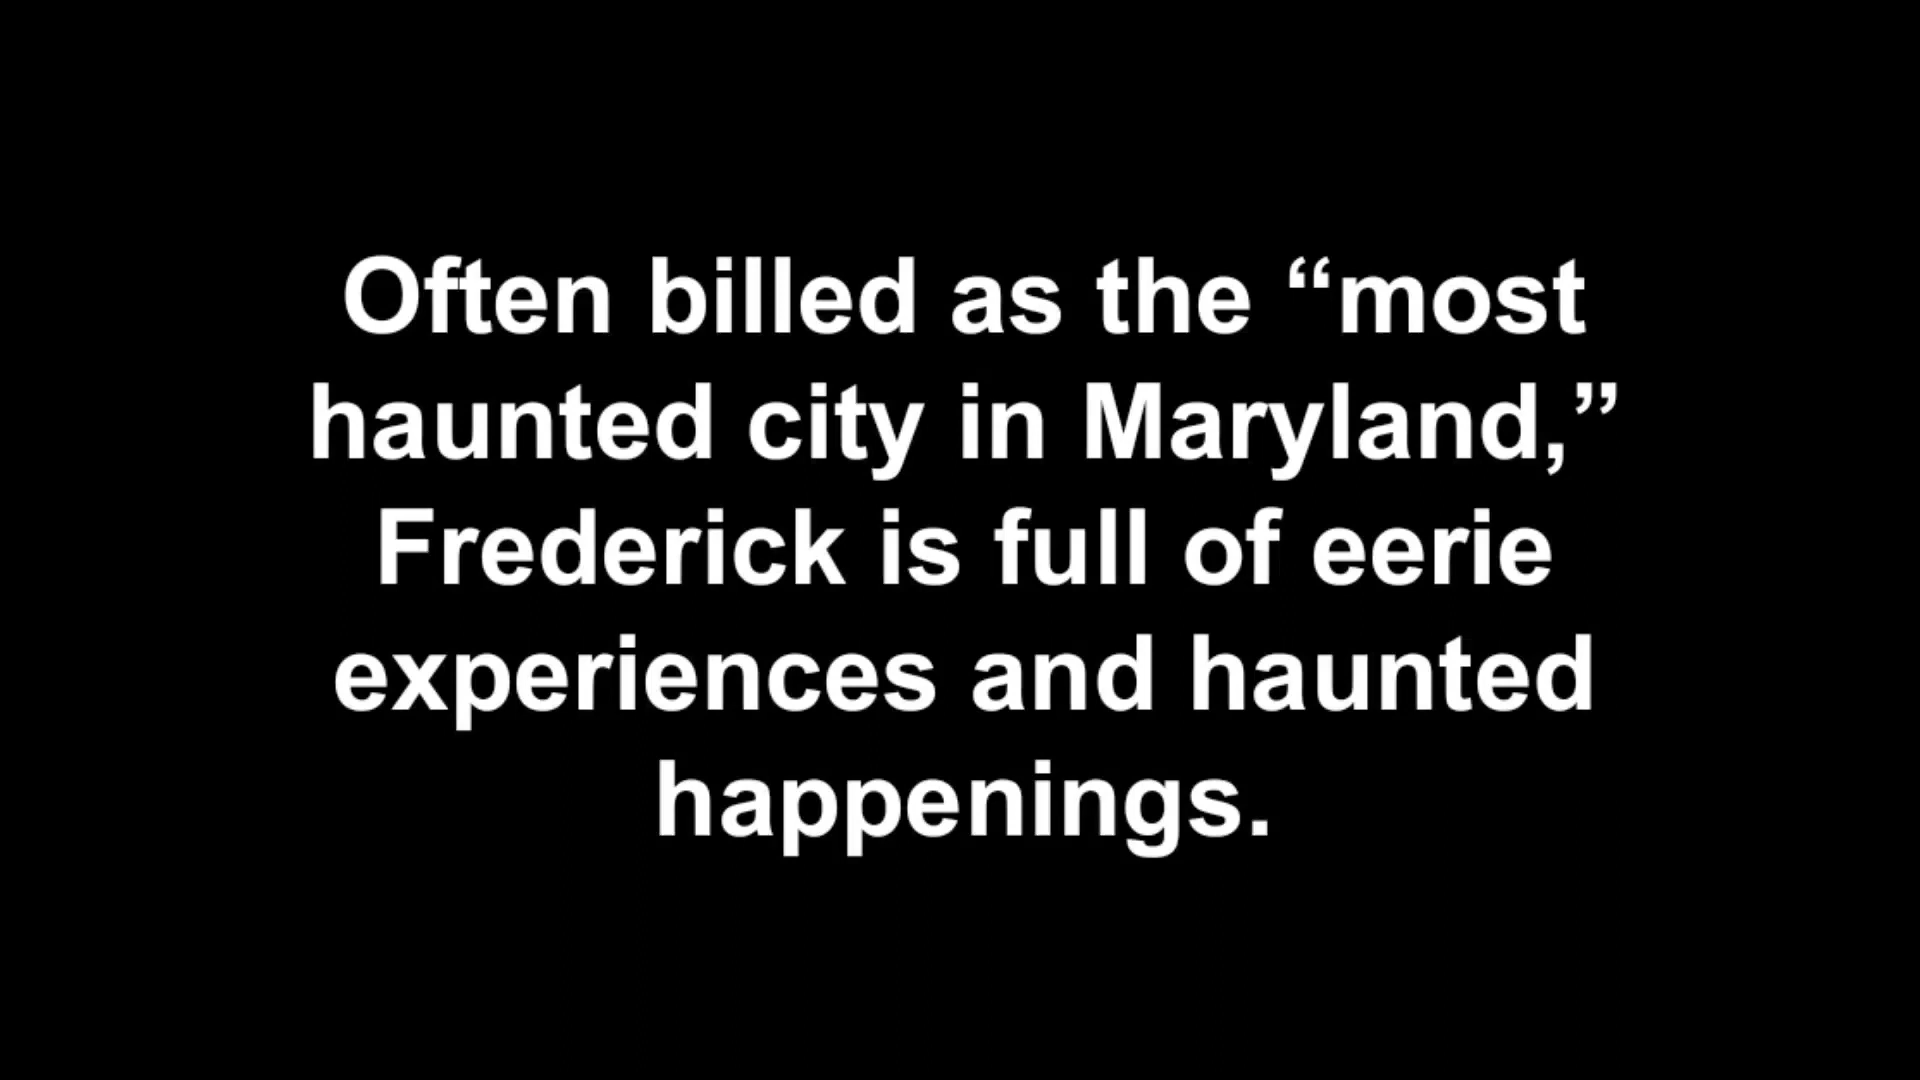 Often billed as the “most
haunted city in Maryland,”
Frederick is full of eerie
experiences and haunted
happenings.